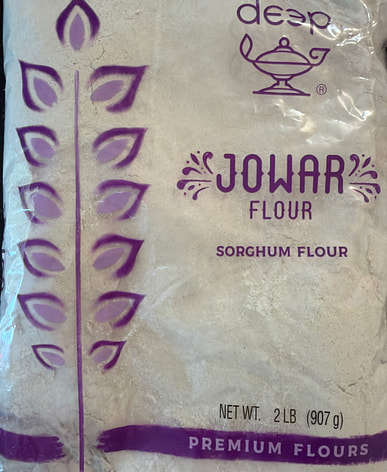 deep
®
JOWAR
FLOUR
SORGHUM FLOUR
NET WT. 2 LB (907 g)
PREMIUM FLOURS